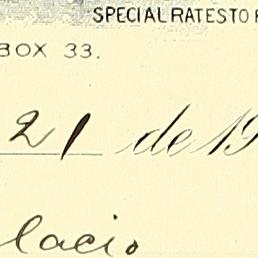 SPECIAL RATES TO
BOX 33.
21 de 19
lacio